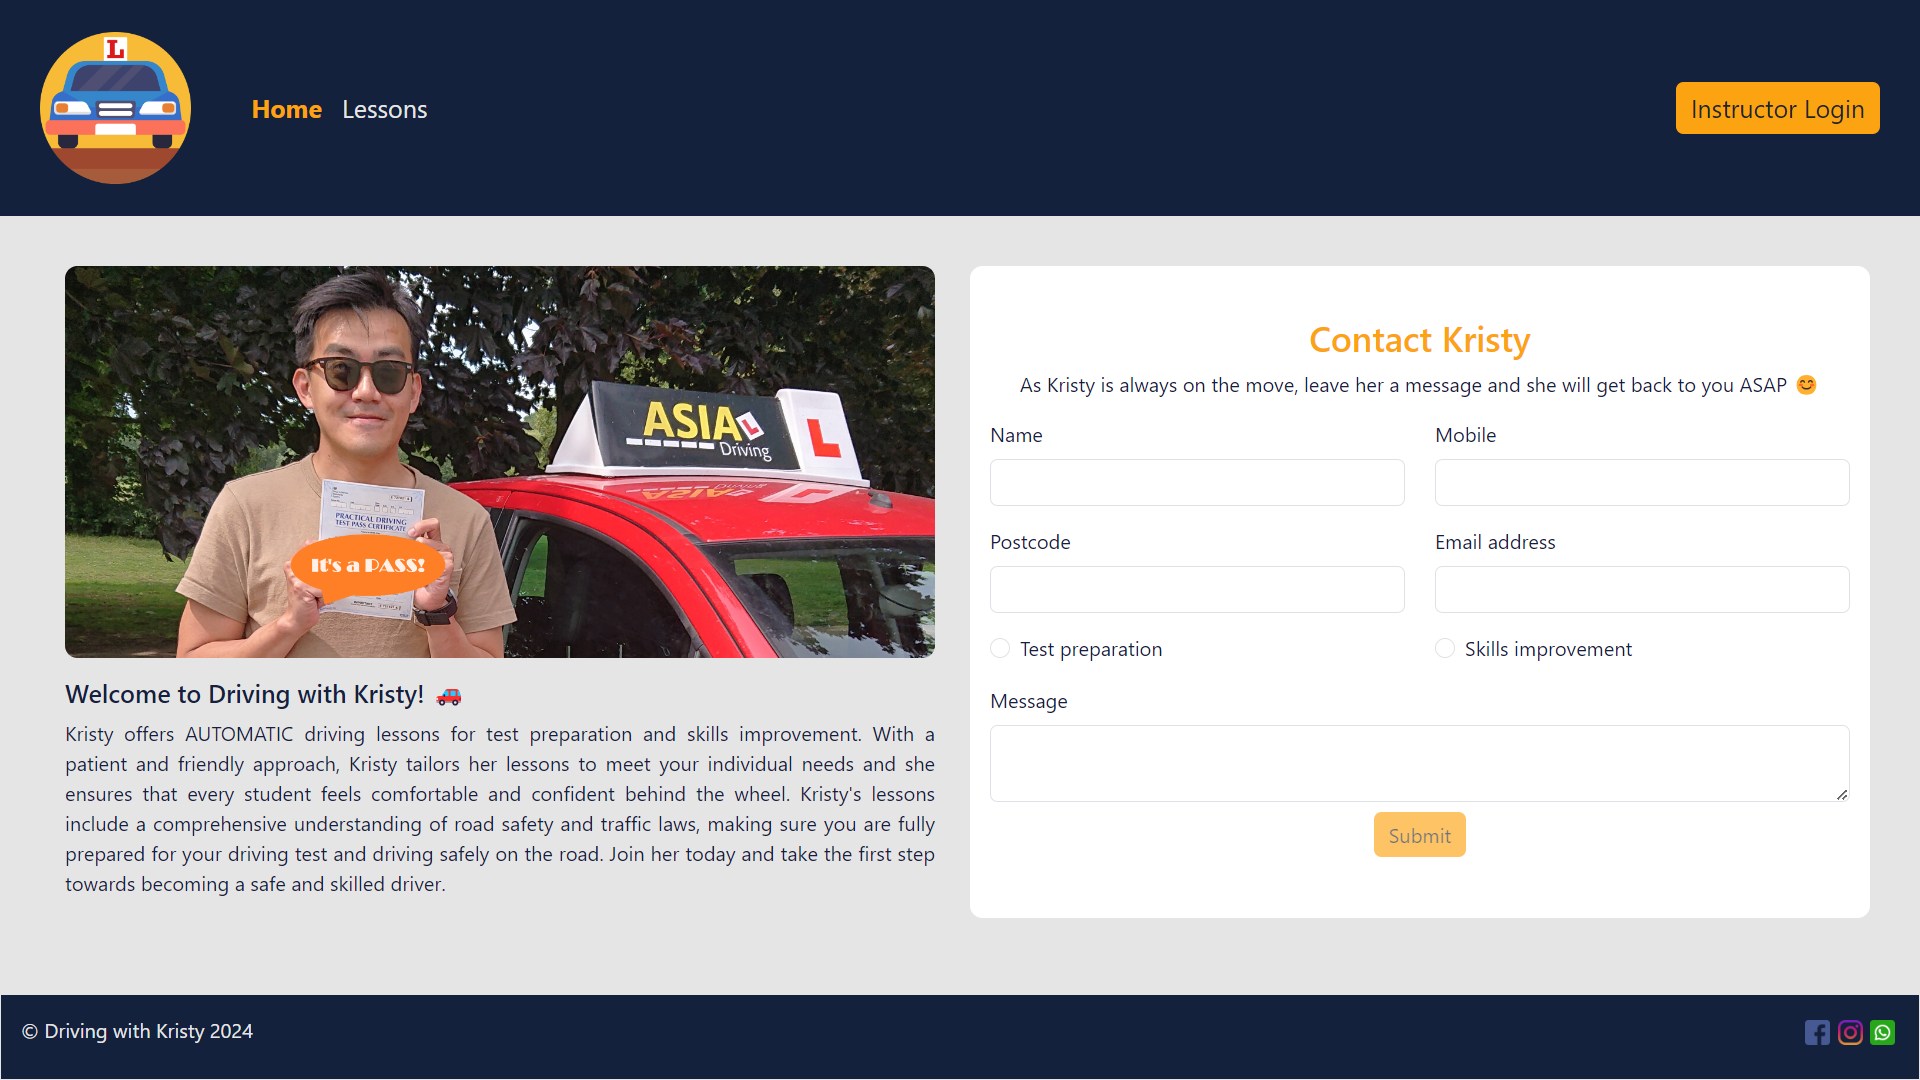 L
Home
Lessons
Instructor Login
ASIA L
Driving
L
PRACTICAL DRIVING
TEST PASS CERTIFICATE
It's a PASS!
Welcome to Driving with Kristy! 🚗
Kristy offers AUTOMATIC driving lessons for test preparation and skills improvement. With a
patient and friendly approach, Kristy tailors her lessons to meet your individual needs and she
ensures that every student feels comfortable and confident behind the wheel. Kristy's lessons
include a comprehensive understanding of road safety and traffic laws, making sure you are fully
prepared for your driving test and driving safely on the road. Join her today and take the first step
towards becoming a safe and skilled driver.
Contact Kristy
As Kristy is always on the move, leave her a message and she will get back to you ASAP 😊
Name
Mobile
Postcode
Email address
Test preparation
Skills improvement
Message
Submit
© Driving with Kristy 2024